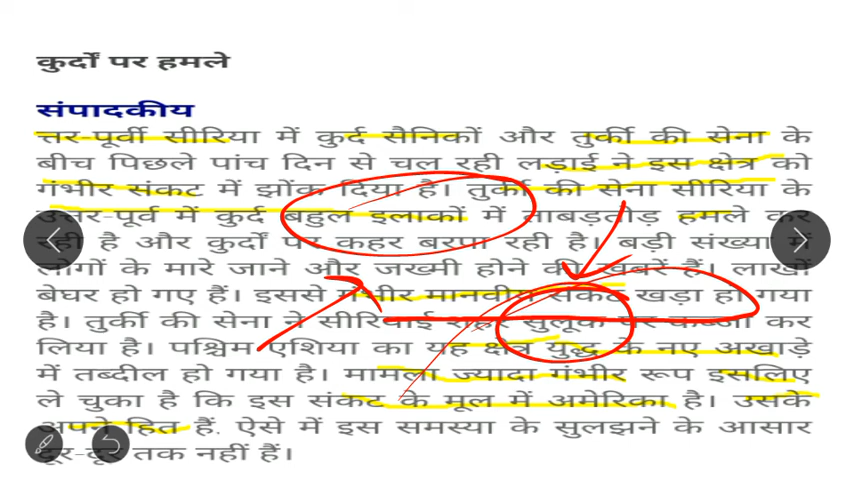 कुर्दों पर हमले
संपादकीय
त्तर-पूर्वी सीरिया में कुर्द सैनिकों और तुर्की की सेना के
बीच पिछले पांच दिन से चल रही लड़ाई ने इस क्षेत्र को
गंभीर संकट में झोंक दिया है। तुर्की की सेना सीरिया के
उत्तर-पूर्व में कुर्द बहुल इलाकों में ताबड़तोड़ हमले कर
रही है और कुर्दों पर कहर बरपा रही है। बड़ी संख्या में
लोगों के मारे जाने और जख्मी होने की खबरें हैं। लाखों
बेघर हो गए हैं। इससे गंभीर मानवीय संकट खड़ा हो गया
है। तुर्की की सेना ने सीरियाई शहर सुलूक पर कब्जा कर
लिया है। पश्चिम एशिया का यह क्षेत्र युद्ध के नए अखाड़े
में तब्दील हो गया है। मामला ज्यादा गंभीर रूप इसलिए
ले चुका है कि इस संकट के मूल में अमेरिका है। उसके
अपने हित हैं. ऐसे में इस समस्या के सुलझने के आसार
दूर-दूर तक नहीं हैं।